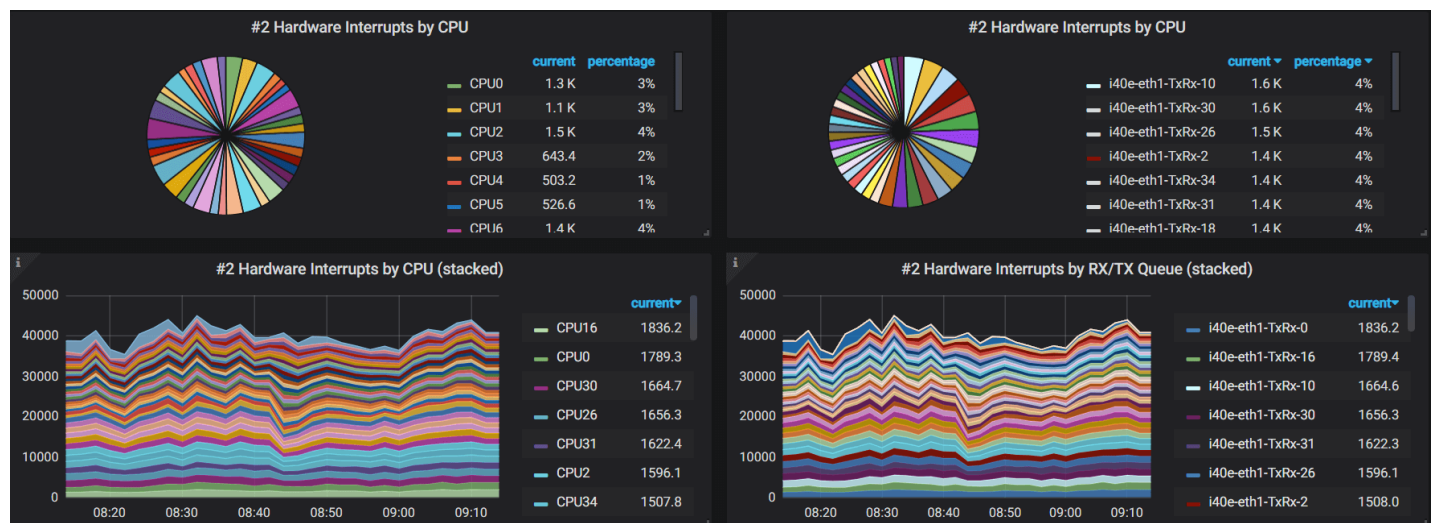 #2 Hardware Interrupts by CPU
current percentage
CPU0 1.3 K 3%
CPU1 1.1 K 3%
CPU2 1.5 K 4%
CPU3 643.4 2%
CPU4 503.2 1%
CPU5 526.6 1%
CPU6 1.4 K 4%
#2 Hardware Interrupts by CPU
current percentage
i40e-eth1-TxRx-10 1.6 K 4%
i40e-eth1-TxRx-30 1.6 K 4%
i40e-eth1-TxRx-26 1.5 K 4%
i40e-eth1-TxRx-2 1.4 K 4%
i40e-eth1-TxRx-34 1.4 K 4%
i40e-eth1-TxRx-31 1.4 K 4%
i40e-eth1-TxRx-18 1.4 K 4%
i
#2 Hardware Interrupts by CPU (stacked)
50000
40000
30000
20000
10000
0
08:20 08:30 08:40 08:50 09:00 09:10
current
CPU16 1836.2
CPU0 1789.3
CPU30 1664.7
CPU26 1656.3
CPU31 1622.4
CPU2 1596.1
CPU34 1507.8
i
#2 Hardware Interrupts by RX/TX Queue (stacked)
50000
40000
30000
20000
10000
0
08:20 08:30 08:40 08:50 09:00 09:10
current
i40e-eth1-TxRx-0 1836.2
i40e-eth1-TxRx-16 1789.4
i40e-eth1-TxRx-10 1664.6
i40e-eth1-TxRx-30 1656.3
i40e-eth1-TxRx-31 1622.3
i40e-eth1-TxRx-26 1596.1
i40e-eth1-TxRx-2 1508.0